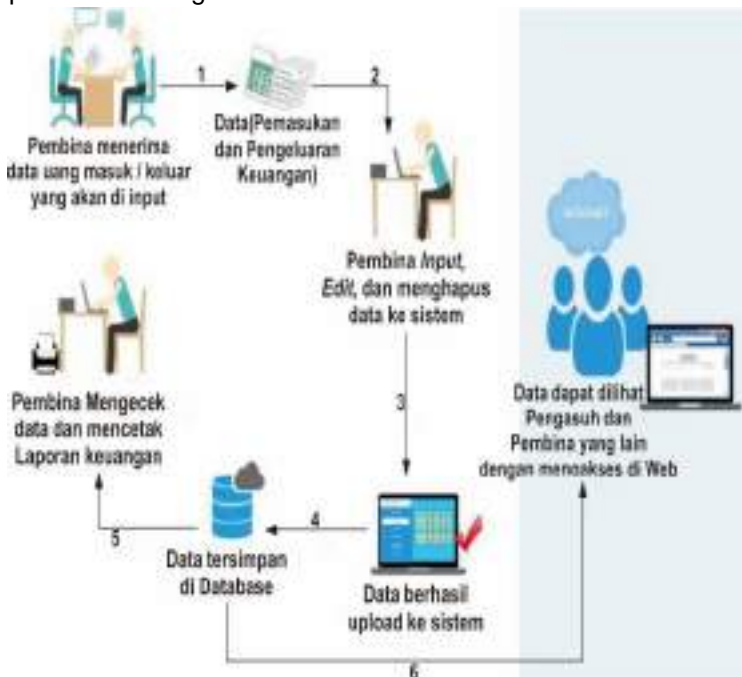 1
Pembina menerima
data uang masuk / keluar
yang akan di input
Data(Pemasukan
dan Pengeluaran
Keuangan)
2
Pembina Input,
Edit, dan menghapus
data ke sistem
3
Data berhasil
upload ke sistem
4
Data tersimpan
di Database
5
Pembina Mengecek
data dan mencetak
Laporan keuangan
6
INTERNET
Data dapat dilihat
Pengasuh dan
Pembina yang lain
dengan mengakses di Web